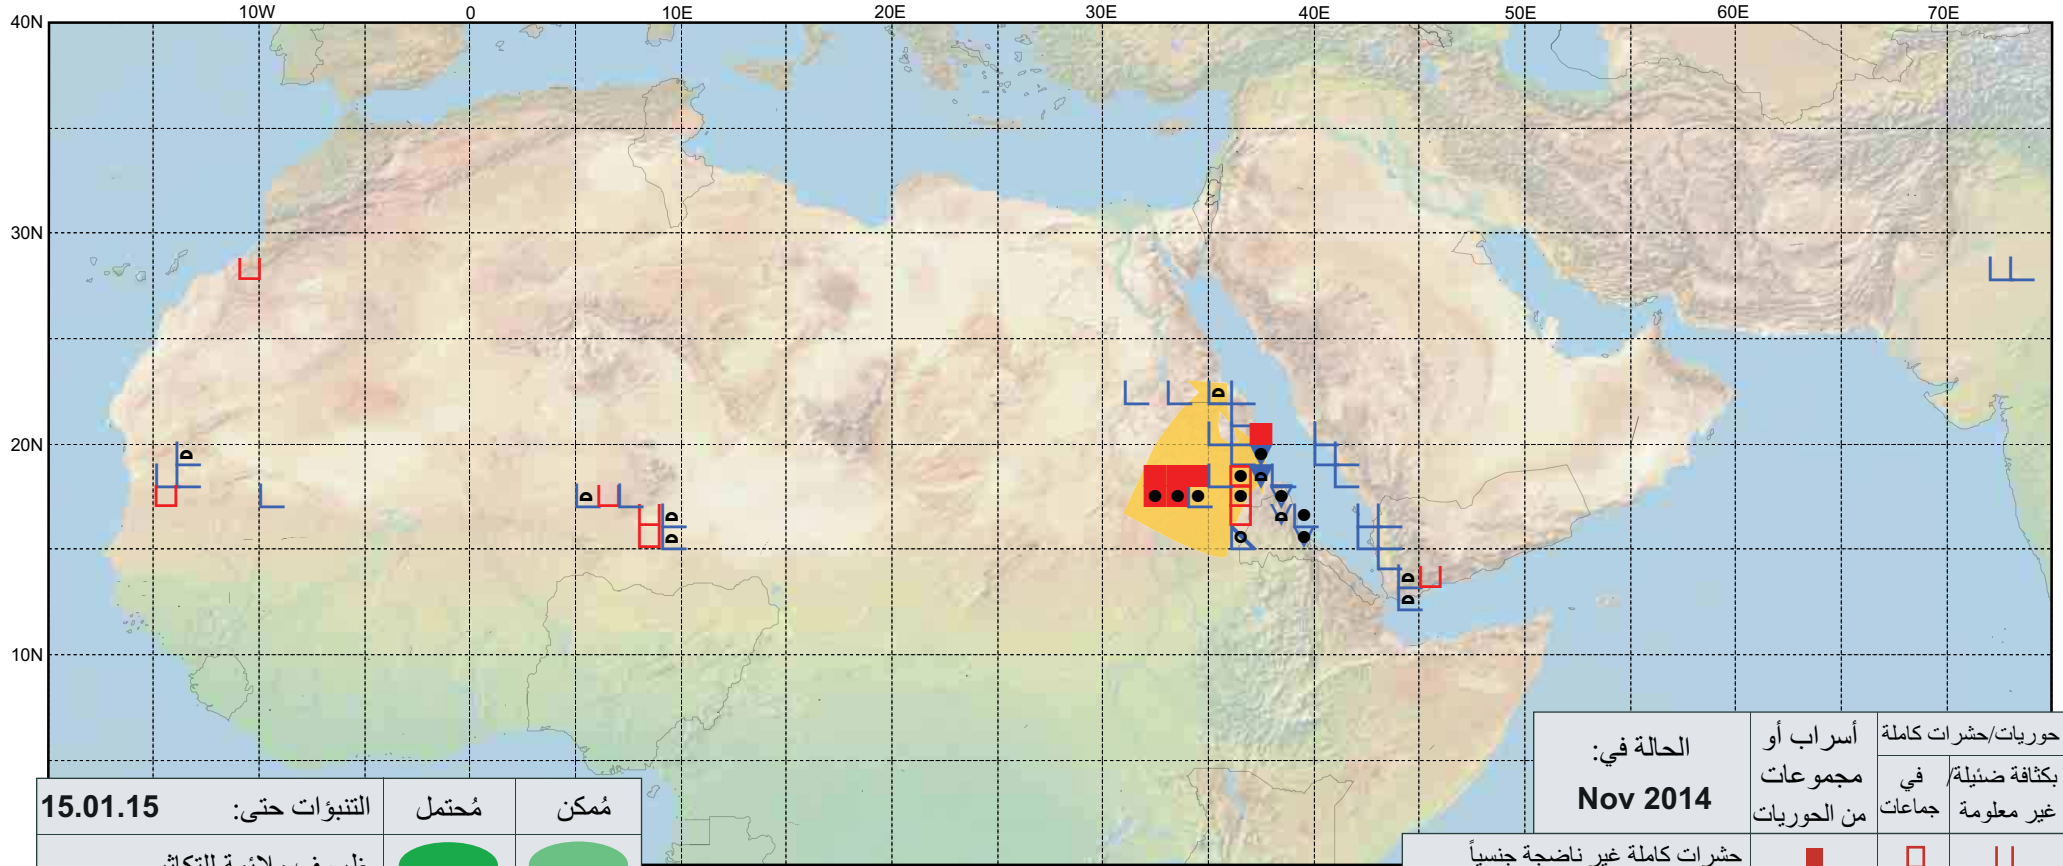 10W 0 10E 20E 30E 40E 50E 60E 70E
40N
30N
20N
10N
D
D
D
D
D
D
D
D
D
الحالة في:
Nov 2014
أسراب أو
مجموعات
من الحوريات
حوريات/حشرات كاملة
في
جماعات
بكثافة ضئيلة/
غير معلومة
حشرات كاملة غير ناضجة جنسياً
التنبؤات حتى: 15.01.15
مُحتمل
مُمكن